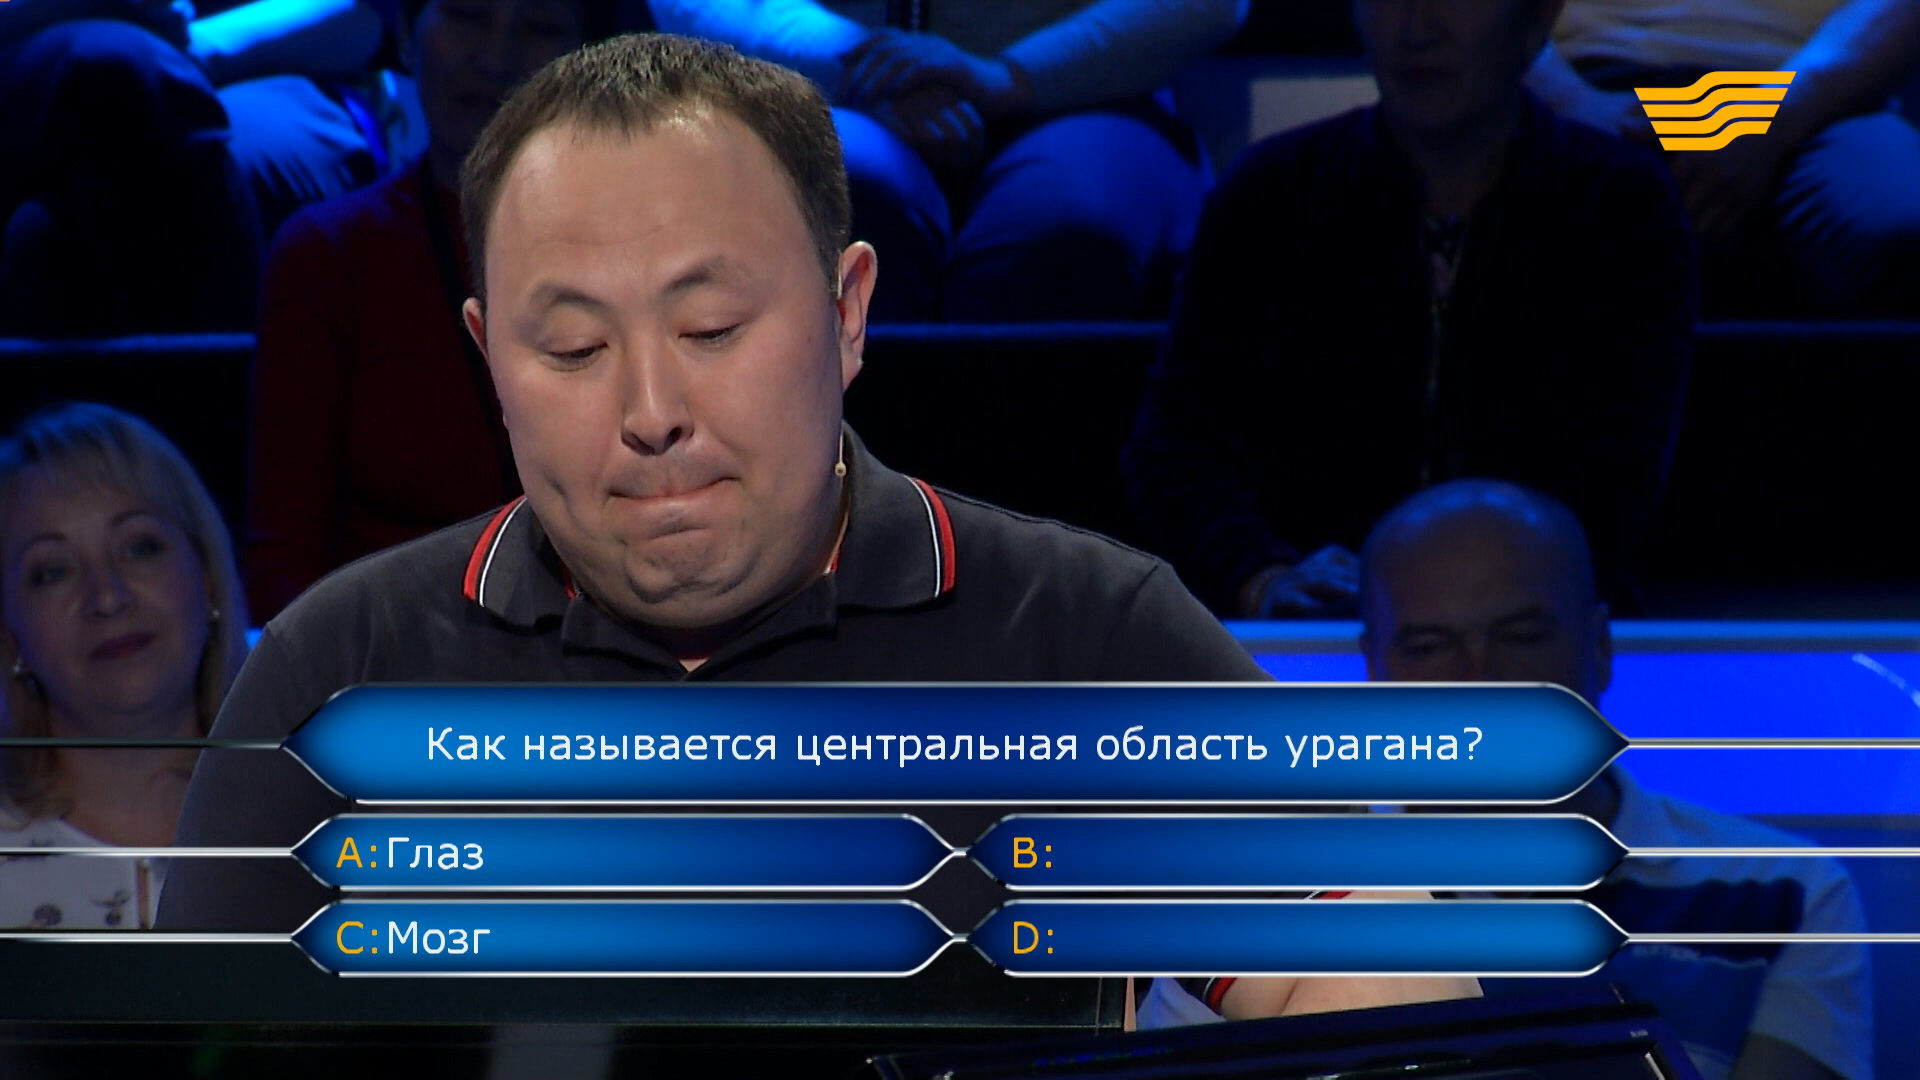 Как называется центральная область урагана?
A: Глаз
B:
C: Мозг
D: